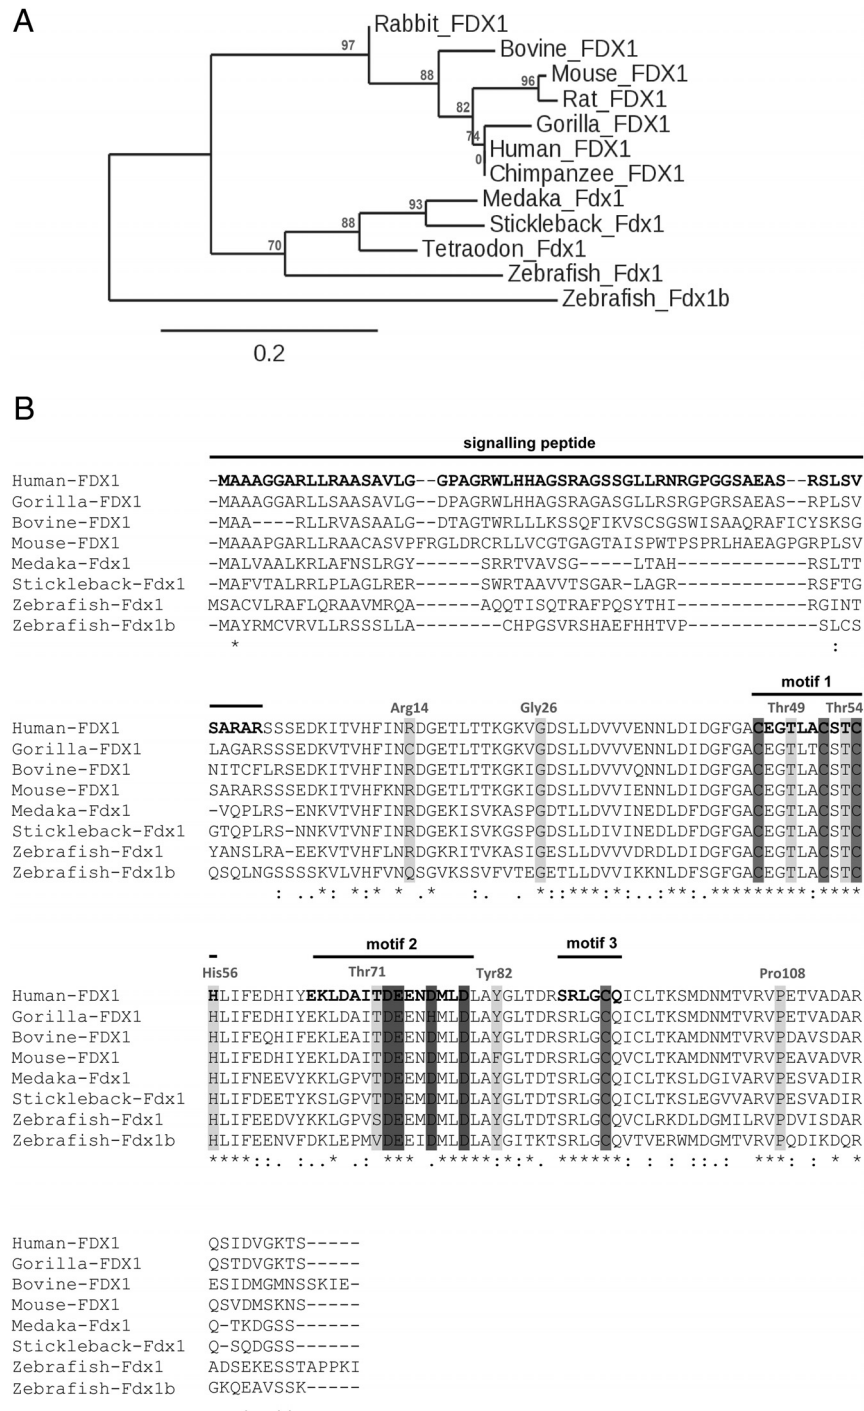 A
Rabbit_FDX1
97
Bovine_FDX1
88
Mouse_FDX1
96
Rat_FDX1
82
Gorilla_FDX1
74
Human_FDX1
0
Chimpanzee_FDX1
Medaka_Fdx1
93
Stickleback_Fdx1
88
Tetraodon_Fdx1
70
Zebrafish_Fdx1
Zebrafish_Fdx1b
0.2
B
signalling peptide
Human-FDX1 -MAAAGGARLLRAASAVLG--GPAGRWLHHAGSRAGSSGLLRNRGPGGSAEAS--RSLSV
Gorilla-FDX1 -MAAAGGARLLSAASAVLG--DPAGRWLHHAGSRAGASGLLRSRGPGRSAEAS--RPLSV
Bovine-FDX1 -MAA----RLLRVASAALG--DTAGTWRLLLKSSQFIKVSCSGSWISAAQRAFICYSKSG
Mouse-FDX1 -MAAAPGARLLRAACASVPFRGLDRCRLLVCGTGAGTAISPWTPSPRLHAEAGPGRPLSV
Medaka-Fdx1 -MALVAALKRLAFNSLRGY------SRRTVAVSG-----LTAH------------RSLTT
Stickleback-Fdx1 -MAFVTALRRLPLAGLRER------SWRTAAVVTSGAR-LAGR------------RSFTG
Zebrafish-Fdx1 MSACVLRAFLQRAAVMRQA------AQQTISQTRAFPQSYTHI------------RGINT
Zebrafish-Fdx1b -MAYRMCVRVLLRSSSLLA--------CHPGSVRSHAEFHHTVP------------SLCS
* :
motif 1
Arg14 Gly26 Thr49 Thr54
Human-FDX1 SARARSSSEDKITVHFINRDGETLTTKGKVGDSLLDVVVENNLDIDGFGACEGTLACSTC
Gorilla-FDX1 LAGARSSSEDKVTVHFINCDGETLTTKGKVGDSLLDVVVENNLDIDGFGACEGTLTCSTC
Bovine-FDX1 NITCFLRSEDKITVHFINRDGETLTTKGKIGDSLLDVVVQNNLDIDGFGACEGTLACSTC
Mouse-FDX1 SARARSSSEDKITVHFKNRDGETLTTKGKIGDSLLDVVIENNLDIDGFGACEGTLACSTC
Medaka-Fdx1 -VQPLRS-ENKVTVHFINRDGEKISVKASPGDTLLDVVINEDLDFDGFGACEGTLACSTC
Stickleback-Fdx1 GTQPLRS-NNKVTVNFINRDGEKISVKGSPGDSLLDIVINEDLDFDGFGACEGTLACSTC
Zebrafish-Fdx1 YANSLRA-EEKVTVHFLNRDGKRITVKASIGESLLDVVVDRDLDIDGFGACEGTLACSTC
Zebrafish-Fdx1b QSQLNGSSSSKVLVHFVNQSGVKSSVFVTEGETLLDVVIKKNLDFSGFGACEGTLACSTC
: ..*: *:* * .* :. . *:***:*:..:**:.***********:****
motif 2 motif 3
His56 Thr71 Tyr82 Pro108
Human-FDX1 HLIFEDHIYEKLDAITDEENDMLDLAYGLTDRSRLGCQICLTKSMDNMTVRVPETVADAR
Gorilla-FDX1 HLIFEDHIYEKLDAITDEENHMLDLAYGLTDRSRLGCQICLTKSMDNMTVRVPETVADAR
Bovine-FDX1 HLIFEQHIFEKLEAITDEENDMLDLAYGLTDRSRLGCQICLTKAMDNMTVRVPDAVSDAR
Mouse-FDX1 HLIFEDHIYEKLDAITDEENDMLDLAFGLTDRSRLGCQVCLTKAMDNMTVRVPEAVADVR
Medaka-Fdx1 HLIFNEEVYKKLGPVTDEEMDMLDLAYGLTDTSRLGCQICLTKSLDGIVARVPESVADIR
Stickleback-Fdx1 HLIFDEETYKSLGPVSDEEMDMLDLAYGLTDTSRLGCQICLTKSLEGVVARVPESVADIR
Zebrafish-Fdx1 HLIFEEDVYKKLGPVTDEEMDMLDLAYGLTDTSRLGCQVCLRKDLDGMILRVPDVISDAR
Zebrafish-Fdx1b HLIFEENVFDKLEPMVDEEIDMLDLAYGITKTSRLGCQVTVERWMDGMTVRVPQDIKDQR
****::. :..* .:*** .*****:*:*. ******: : : ::.: ***: : * *
Human-FDX1 QSIDVGKTS-----
Gorilla-FDX1 QSTDVGKTS-----
Bovine-FDX1 ESIDMGMNSSKIE-
Mouse-FDX1 QSVDMSKNS-----
Medaka-Fdx1 Q-TKDGSS------
Stickleback-Fdx1 Q-SQDGSS------
Zebrafish-Fdx1 ADSEKESSTAPPKI
Zebrafish-Fdx1b GKQEAVSSK-----